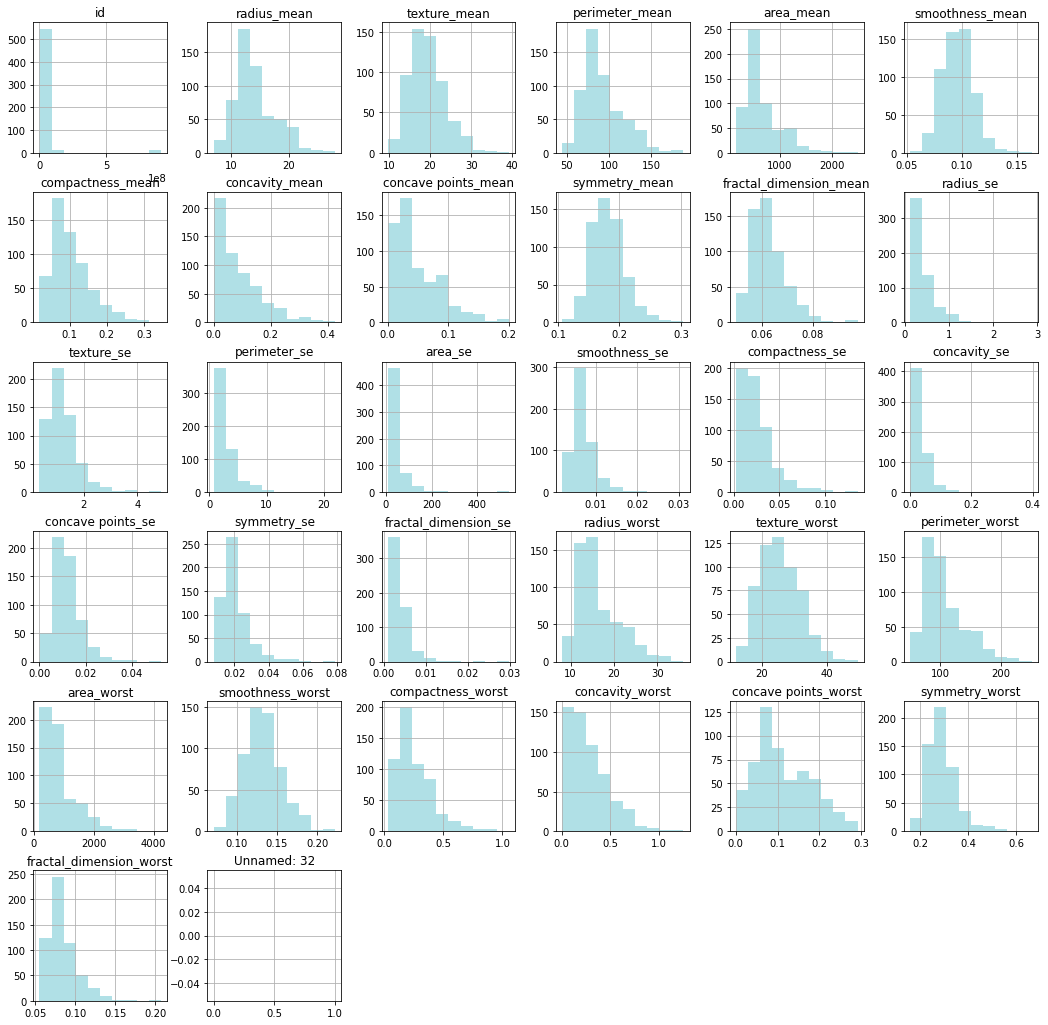 id radius_mean texture_mean perimeter_mean area_mean smoothness_mean
500 400 300 200 100 0
150 100 50 0
150 100 50 0
150 100 50 0
250 200 150 100 50 0
150 100 50 0
0 5 1e8
10 20
10 20 30 40
50 100 150
1000 2000
0.05 0.10 0.15
compactness_mean concavity_mean concave points_mean symmetry_mean fractal_dimension_mean radius_se
150 100 50 0
200 150 100 50 0
150 100 50 0
150 100 50 0
150 100 50 0
300 200 100 0
0.1 0.2 0.3
0.0 0.2 0.4
0.0 0.1 0.2
0.1 0.2 0.3
0.06 0.08
0 1 2 3
texture_se perimeter_se area_se smoothness_se compactness_se concavity_se
200 150 100 50 0
300 200 100 0
400 300 200 100 0
300 200 100 0
200 150 100 50 0
400 300 200 100 0
2 4
0 10 20
0 200 400
0.01 0.02 0.03
0.00 0.05 0.10
0.0 0.2 0.4
concave points_se symmetry_se fractal_dimension_se radius_worst texture_worst perimeter_worst
200 150 100 50 0
250 200 150 100 50 0
300 200 100 0
150 100 50 0
125 100 75 50 25 0
150 100 50 0
0.00 0.02 0.04
0.02 0.04 0.06 0.08
0.00 0.01 0.02 0.03
10 20 30
20 40
100 200
area_worst smoothness_worst compactness_worst concavity_worst concave points_worst symmetry_worst
200 150 100 50 0
150 100 50 0
200 150 100 50 0
150 100 50 0
125 100 75 50 25 0
200 150 100 50 0
0 2000 4000
0.10 0.15 0.20
0.0 0.5 1.0
0.0 0.5 1.0
0.0 0.1 0.2 0.3
0.2 0.4 0.6
fractal_dimension_worst Unnamed: 32
250 200 150 100 50 0
0.04 0.02 0.00 −0.02 −0.04
0.05 0.10 0.15 0.20
0.0 0.5 1.0